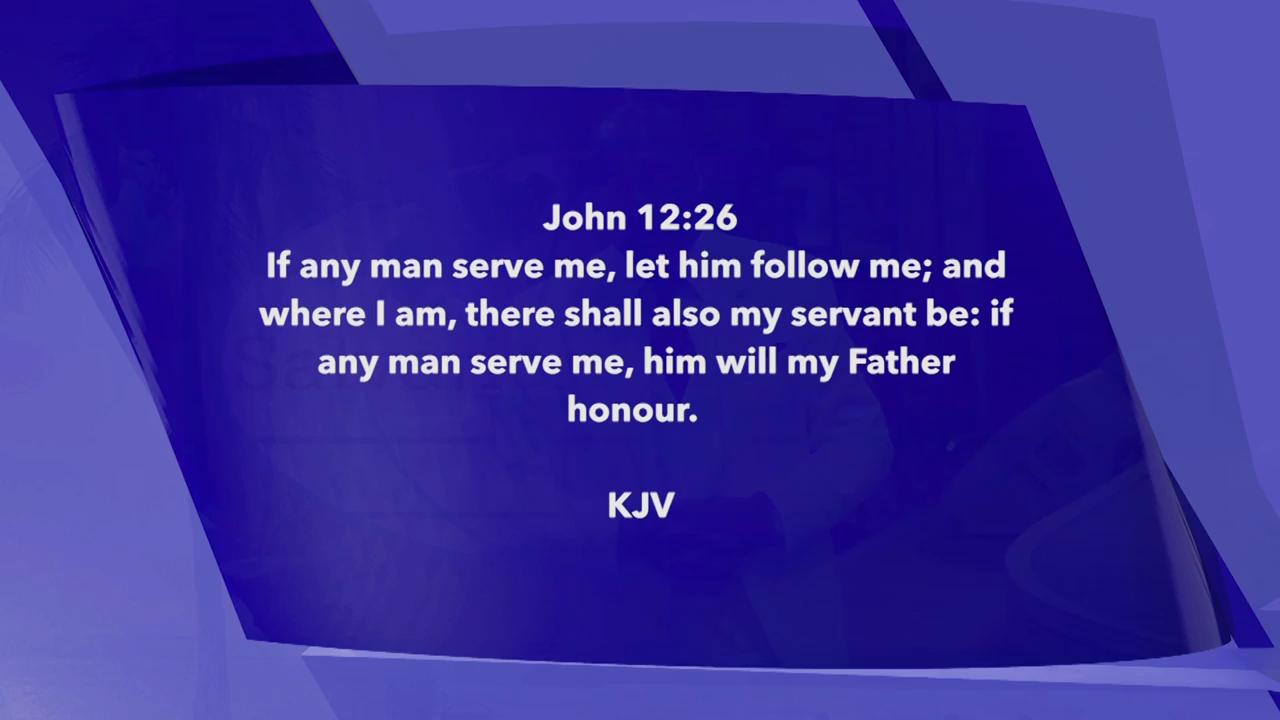 John 12:26
If any man serve me, let him follow me; and
where I am, there shall also my servant be: if
any man serve me, him will my Father
honour.
KJV